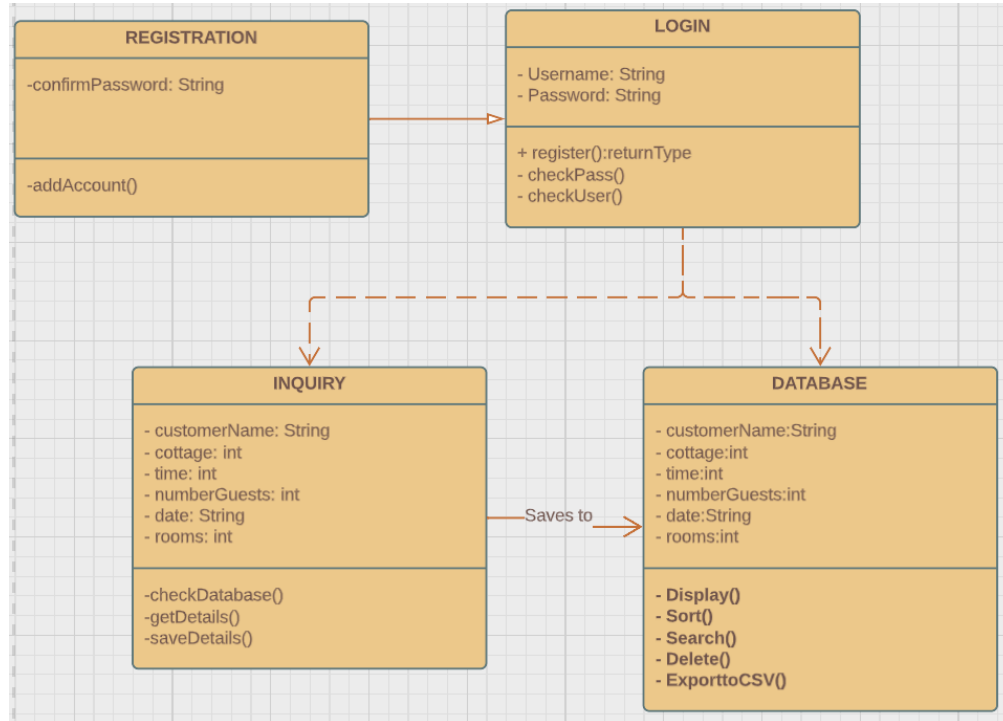 REGISTRATION
-confirmPassword: String
-addAccount()
LOGIN
- Username: String
- Password: String
+ register():returnType
- checkPass()
- checkUser()
INQUIRY
- customerName: String
- cottage: int
- time: int
- numberGuests: int
- date: String
- rooms: int
-checkDatabase()
-getDetails()
-saveDetails()
Saves to
DATABASE
- customerName:String
- cottage:int
- time:int
- numberGuests:int
- date:String
- rooms:int
- Display()
- Sort()
- Search()
- Delete()
- ExporttoCSV()